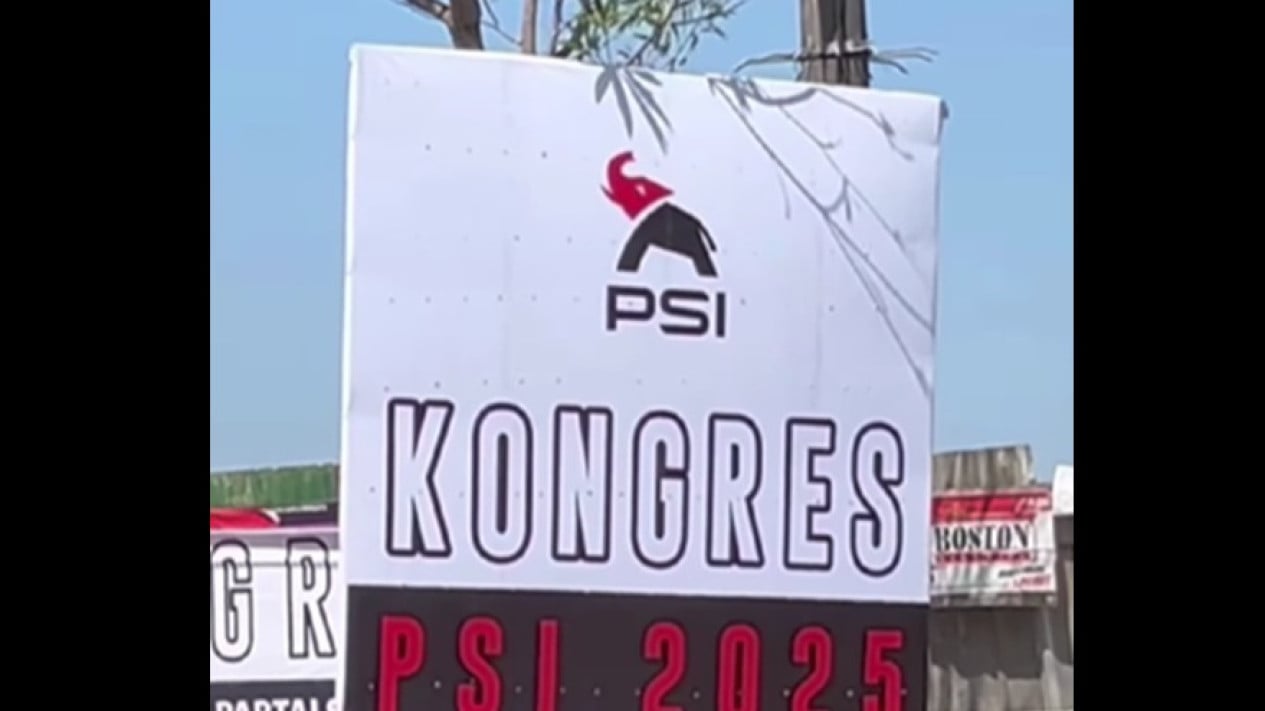 PSI
KONGRES
PSI 2025
BOSTON
GR